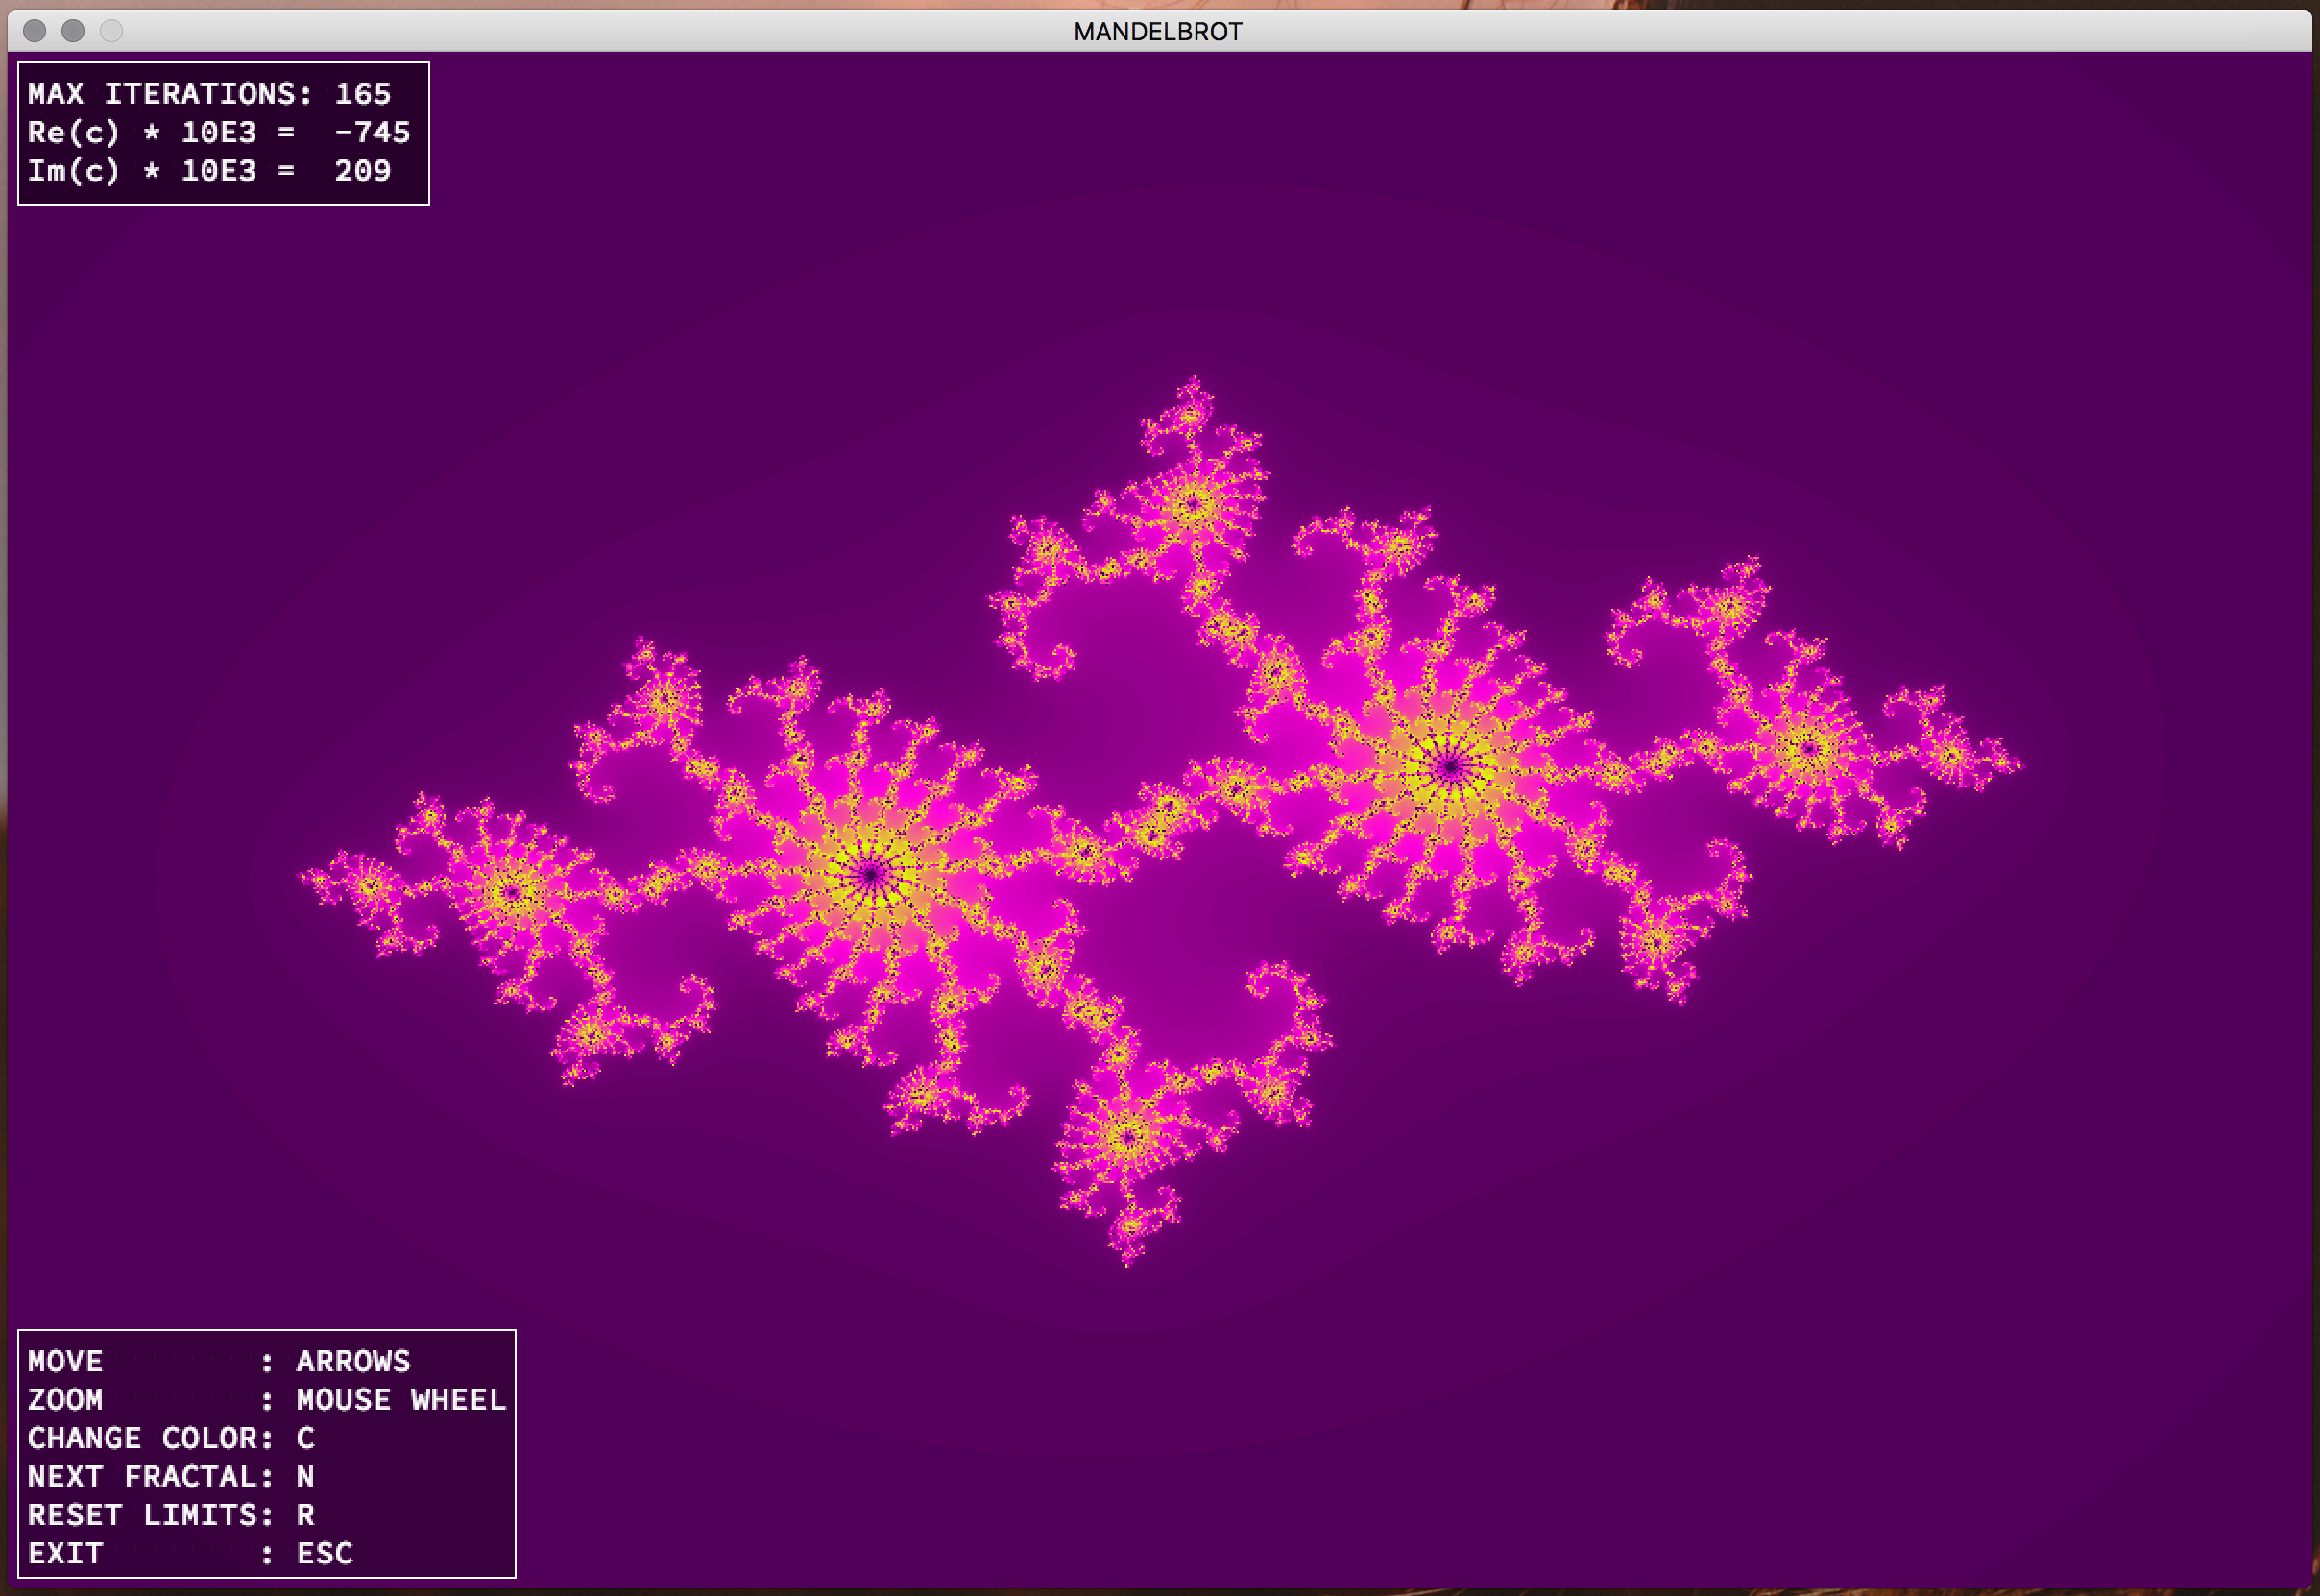 MANDELBROT
MAX ITERATIONS: 165
Re(c) * 10E3 =  -745
Im(c) * 10E3 =  209
MOVE        : ARROWS
ZOOM        : MOUSE WHEEL
CHANGE COLOR: C
NEXT FRACTAL: N
RESET LIMITS: R
EXIT        : ESC